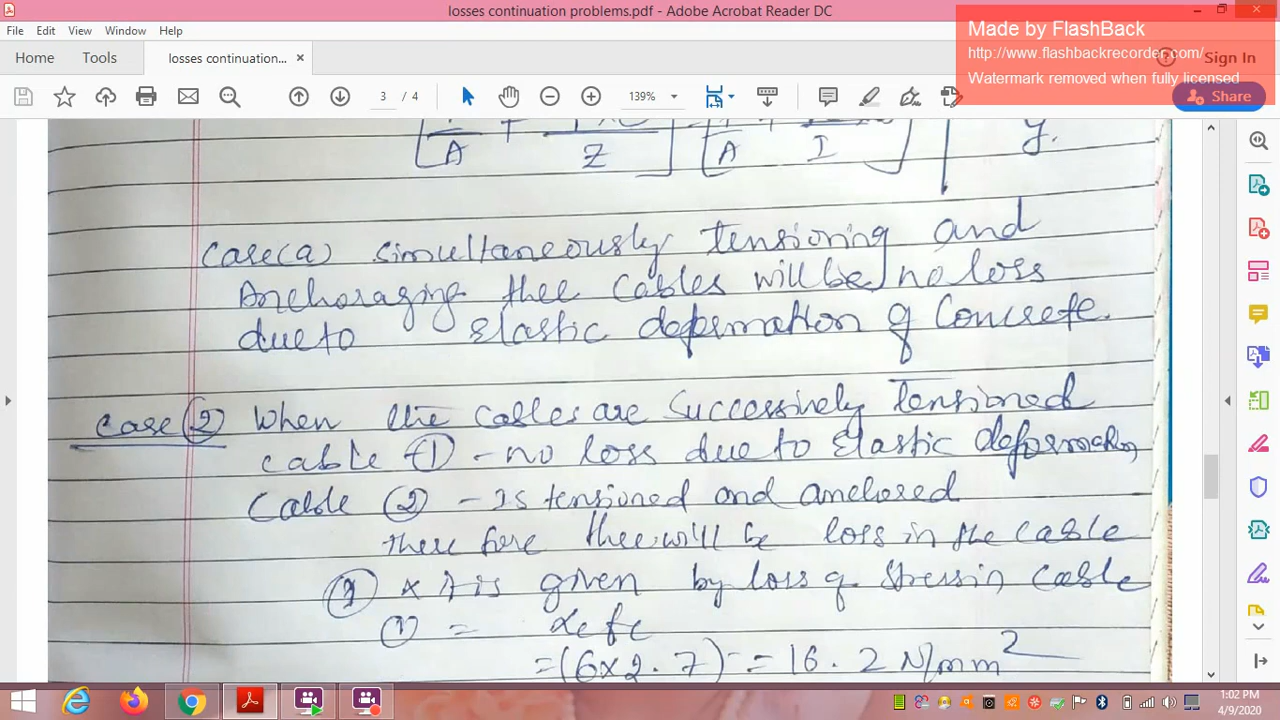 losses continuation problems.pdf - Adobe Acrobat Reader DC
Made by FlashBack
http://www.flashbackrecorder.com/
Watermark removed when fully licensed
File Edit View Window Help
Home Tools losses continuation... × Sign In
3 / 4 139% Share
A Z A I y.
Case(a) simultaneously tensioning and
Anchoraging thee cables will be no loss
due to elastic deformation of Concrete.
Case (2) When the cables are successively Tensioned
cable (1) - no loss due to elastic deformation
Cable (2) - Is tensioned and anchored
there fore thee will be loss in the cable
is given by loss of stress in cable
(1) = αe fc
=(6×2.7) = 16.2 N/mm²
1:02 PM
4/9/2020